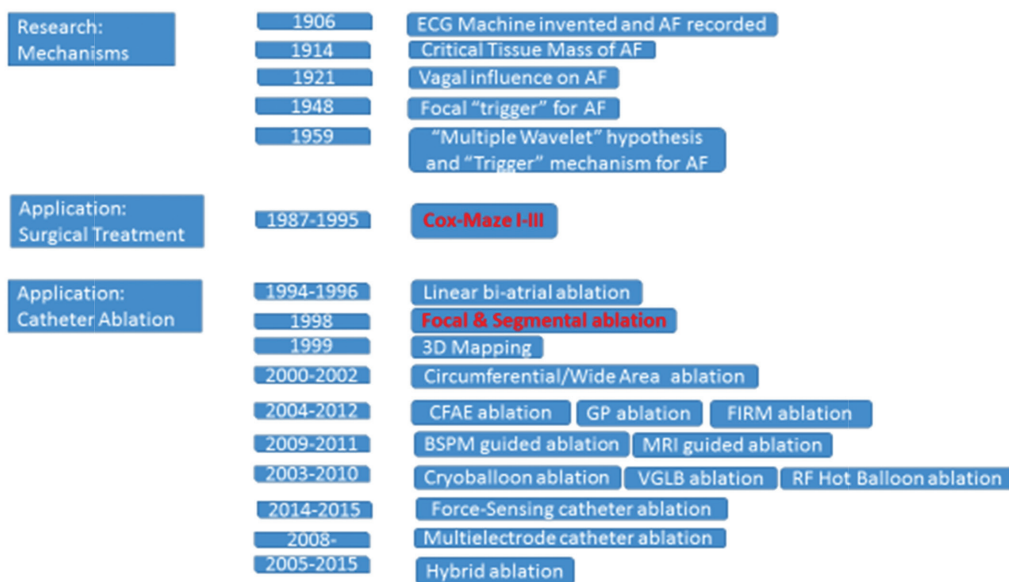 Research:
Mechanisms
1906 ECG Machine invented and AF recorded
1914 Critical Tissue Mass of AF
1921 Vagal influence on AF
1948 Focal “trigger” for AF
1959 “Multiple Wavelet” hypothesis
and “Trigger” mechanism for AF
Application:
Surgical Treatment
1987-1995 Cox-Maze I-III
Application:
Catheter Ablation
1994-1996 Linear bi-atrial ablation
1998 Focal & Segmental ablation
1999 3D Mapping
2000-2002 Circumferential/Wide Area ablation
2004-2012 CFAE ablation GP ablation FIRM ablation
2009-2011 BSPM guided ablation MRI guided ablation
2003-2010 Cryoballoon ablation VGLB ablation RF Hot Balloon ablation
2014-2015 Force-Sensing catheter ablation
2008- Multielectrode catheter ablation
2005-2015 Hybrid ablation